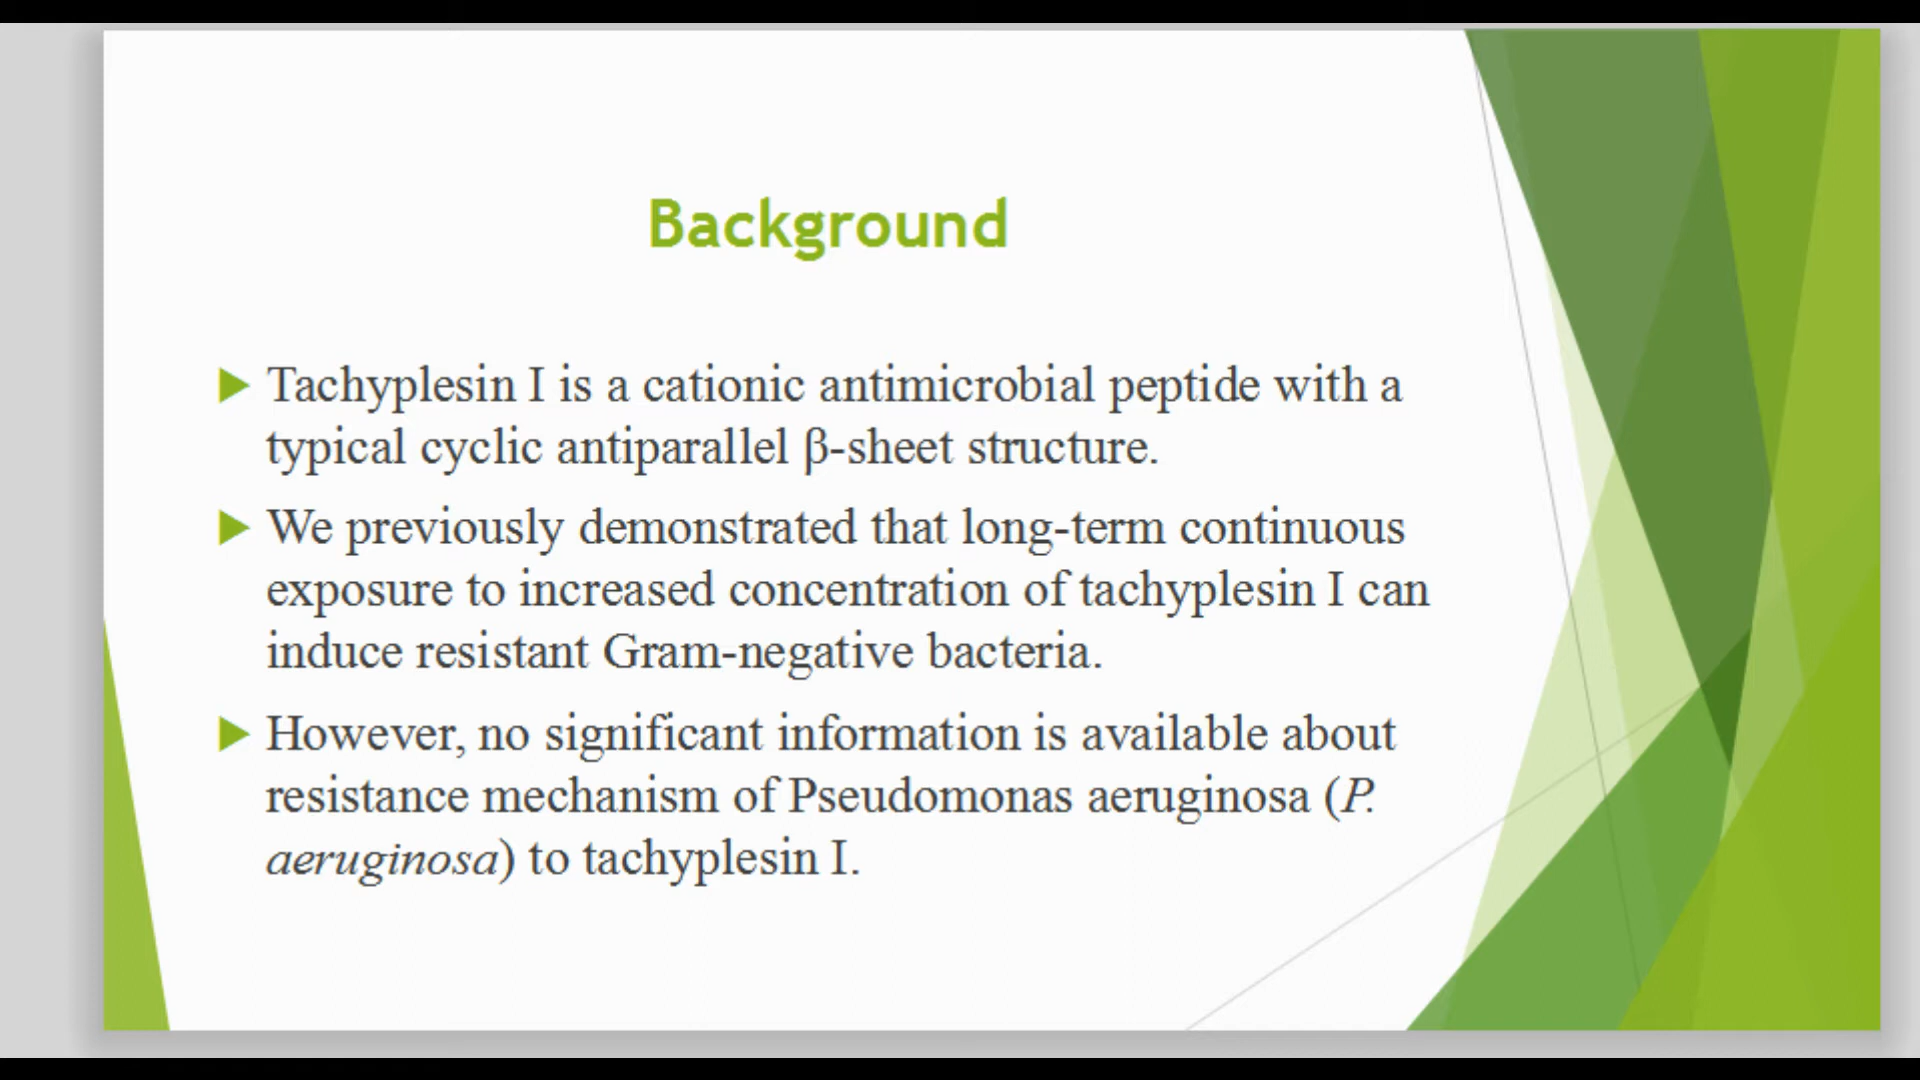 Background
Tachyplesin I is a cationic antimicrobial peptide with a
typical cyclic antiparallel β-sheet structure.
We previously demonstrated that long-term continuous
exposure to increased concentration of tachyplesin I can
induce resistant Gram-negative bacteria.
However, no significant information is available about
resistance mechanism of Pseudomonas aeruginosa (P.
aeruginosa) to tachyplesin I.